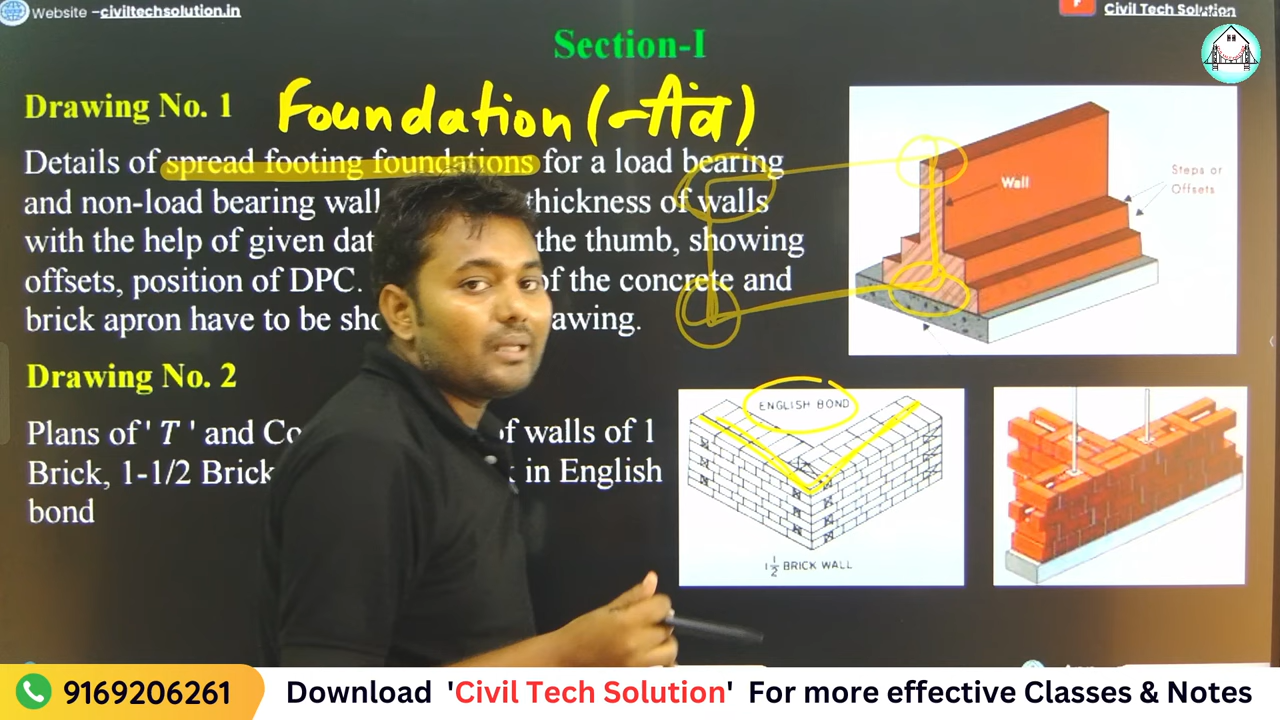 Website –civiltechsolution.in
Civil Tech Solution
Section-I
Drawing No. 1
Foundation (नींव)
Details of spread footing foundations for a load bearing
and non-load bearing wall thickness of walls
with the help of given dat the thumb, showing
offsets, position of DPC. of the concrete and
brick apron have to be sho awing.
Wall
Steps or
Offsets
Drawing No. 2
Plans of ' T ' and Co of walls of 1
Brick, 1-1/2 Brick in English
bond
ENGLISH BOND
1 1/2 BRICK WALL
9169206261
Download 'Civil Tech Solution' For more effective Classes & Notes